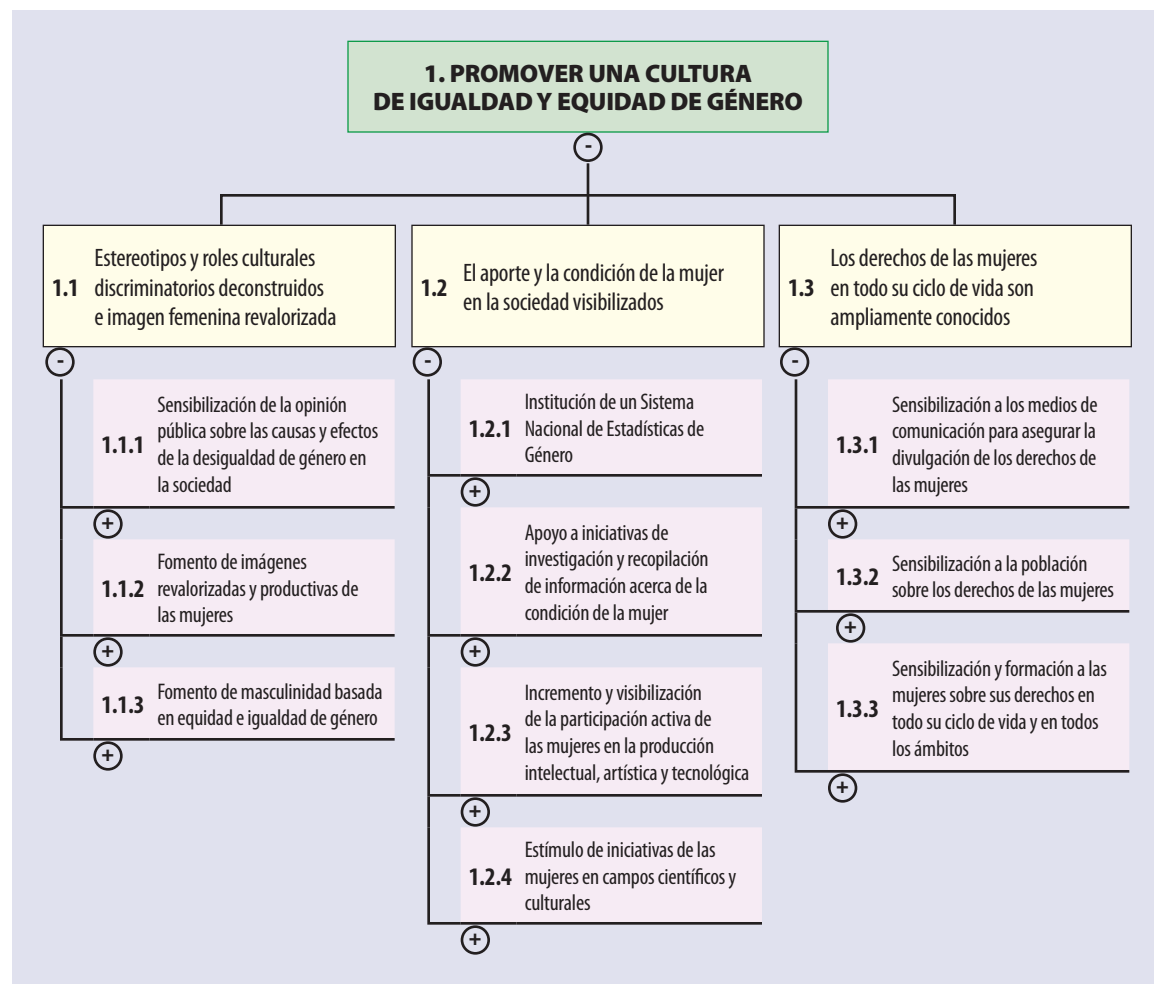 1. PROMOVER UNA CULTURA
DE IGUALDAD Y EQUIDAD DE GÉNERO
-
1.1 Estereotipos y roles culturales
discriminatorios deconstruidos
e imagen femenina revalorizada
-
1.1.1 Sensibilización de la opinión
pública sobre las causas y efectos
de la desigualdad de género en
la sociedad
+
1.1.2 Fomento de imágenes
revalorizadas y productivas de
las mujeres
+
1.1.3 Fomento de masculinidad basada
en equidad e igualdad de género
+
1.2 El aporte y la condición de la mujer
en la sociedad visibilizados
-
1.2.1 Institución de un Sistema
Nacional de Estadísticas de
Género
+
1.2.2 Apoyo a iniciativas de
investigación y recopilación
de información acerca de la
condición de la mujer
+
1.2.3 Incremento y visibilización
de la participación activa de
las mujeres en la producción
intelectual, artística y tecnológica
+
1.2.4 Estímulo de iniciativas de las
mujeres en campos científicos y
culturales
+
1.3 Los derechos de las mujeres
en todo su ciclo de vida son
ampliamente conocidos
-
1.3.1 Sensibilización a los medios de
comunicación para asegurar la
divulgación de los derechos de
las mujeres
+
1.3.2 Sensibilización a la población
sobre los derechos de las mujeres
+
1.3.3 Sensibilización y formación a las
mujeres sobre sus derechos en
todo su ciclo de vida y en todos
los ámbitos
+